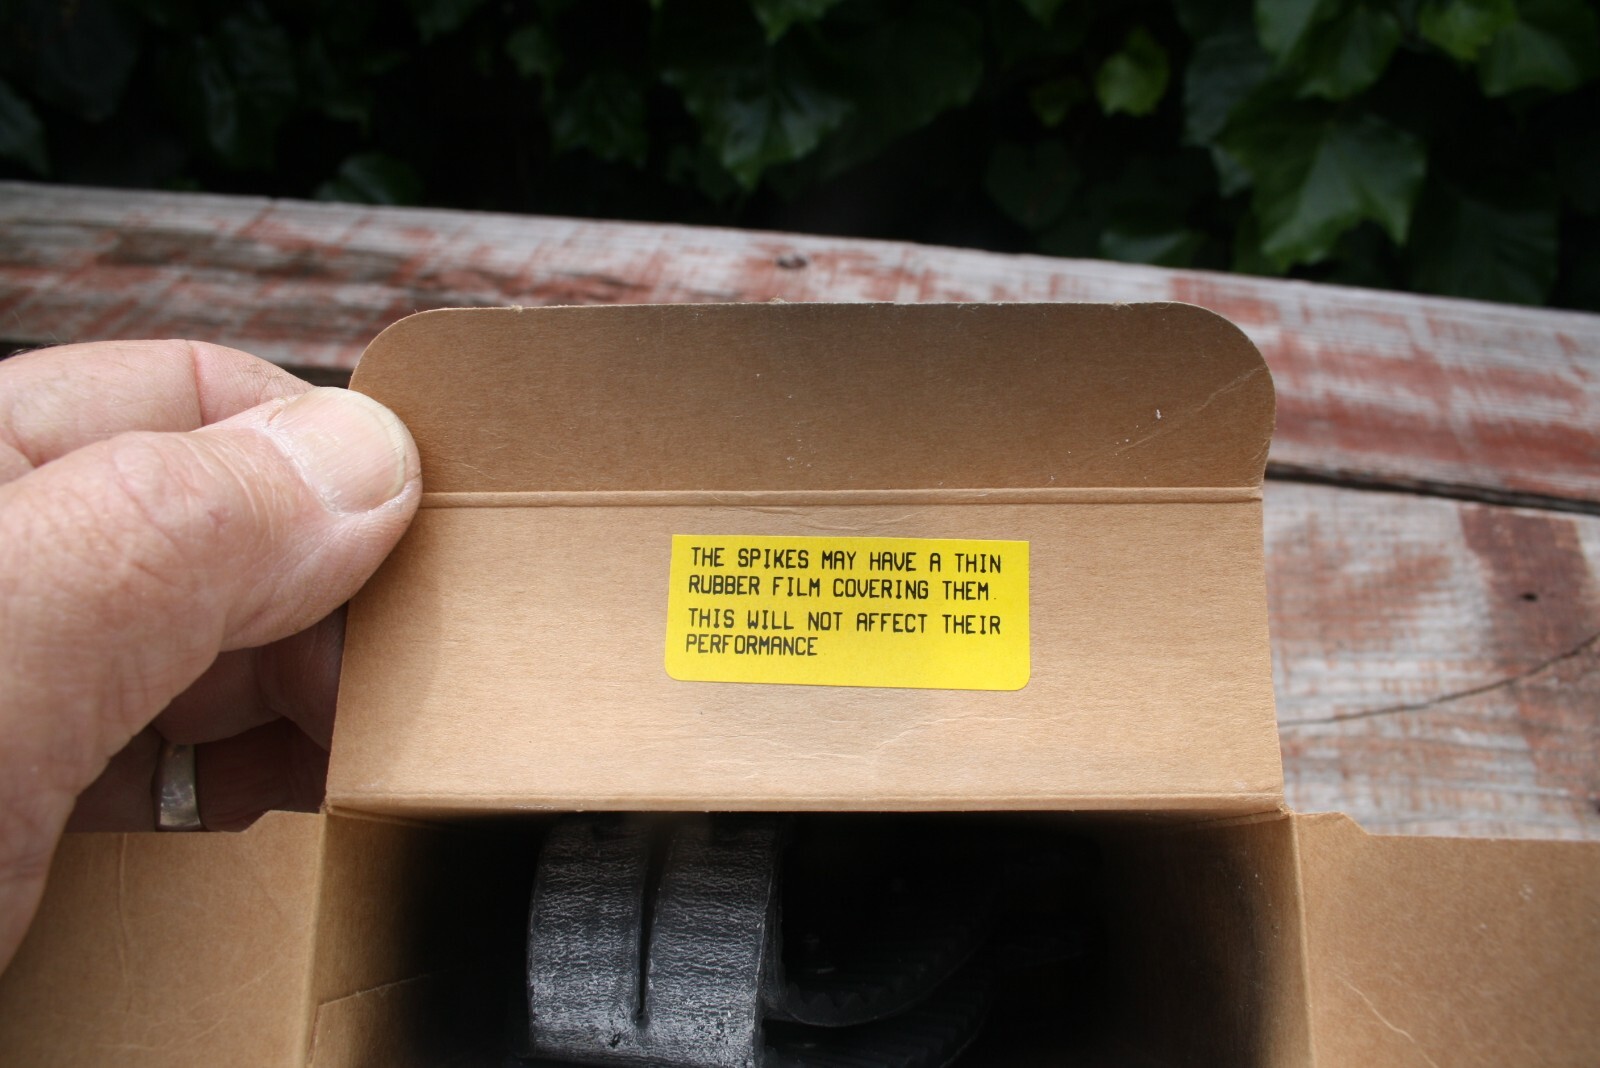 THE SPIKES MAY HAVE A THIN
RUBBER FILM COVERING THEM.
THIS WILL NOT AFFECT THEIR
PERFORMANCE